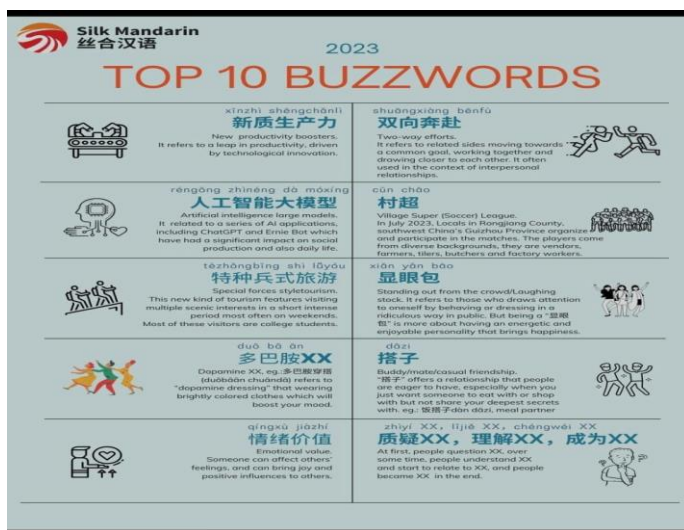 Silk Mandarin
丝合汉语
2023
TOP 10 BUZZWORDS
xīnzhì shēngchǎnlì
新质生产力
New productivity boosters.
It refers to a leap in productivity, driven
by technological innovation.
shuāngxiàng bēnfù
双向奔赴
Two-way efforts.
It refers to related sides moving towards
a common goal, working together and
drawing closer to each other. It often
used in the context of interpersonal
relationships.
réngōng zhìnéng dà móxíng
人工智能大模型
Artificial intelligence large models.
It related to a series of AI applications,
including ChatGPT and Ernie Bot which
have had a significant impact on social
production and also daily life.
cūn chāo
村超
Village Super (Soccer) League.
In July 2023, Locals in Rongjiang County,
southwest China's Guizhou Province organize
and participate in the matches. The players come
from diverse backgrounds, they are vendors,
farmers, tilers, butchers and factory workers.
tèzhǒngbīng shì lǚyóu
特种兵式旅游
Special forces styletourism.
This new kind of tourism features visiting
multiple scenic interests in a short intense
period most often on weekends.
Most of these visitors are college students.
xiǎn yǎn bāo
显眼包
Standing out from the crowd/Laughing
stock. It refers to those who draws attention
to oneself by behaving or dressing in a
ridiculous way in public. But being a "显眼
包" is more about having an energetic and
enjoyable personality that brings happiness.
duō bā àn
多巴胺XX
Dopamine XX, eg.:多巴胺穿搭
(duōbāàn chuāndā) refers to
"dopamine dressing" that wearing
brightly colored clothes which will
boost your mood.
dāzi
搭子
Buddy/mate/casual friendship.
"搭子" offers a relationship that people
are eager to have, especially when you
just want someone to eat with or shop
with but not share your deepest secrets
with. eg.: 饭搭子dàn dāzi, meal partner
qíngxù jiàzhí
情绪价值
Emotional value.
Someone can affect others'
feelings, and can bring joy and
positive influences to others.
zhìyí XX, lǐjiě XX, chéngwéi XX
质疑XX，理解XX，成为XX
At first, people question XX, over
some time, people understand XX
and start to relate to XX, and people
become XX in the end.